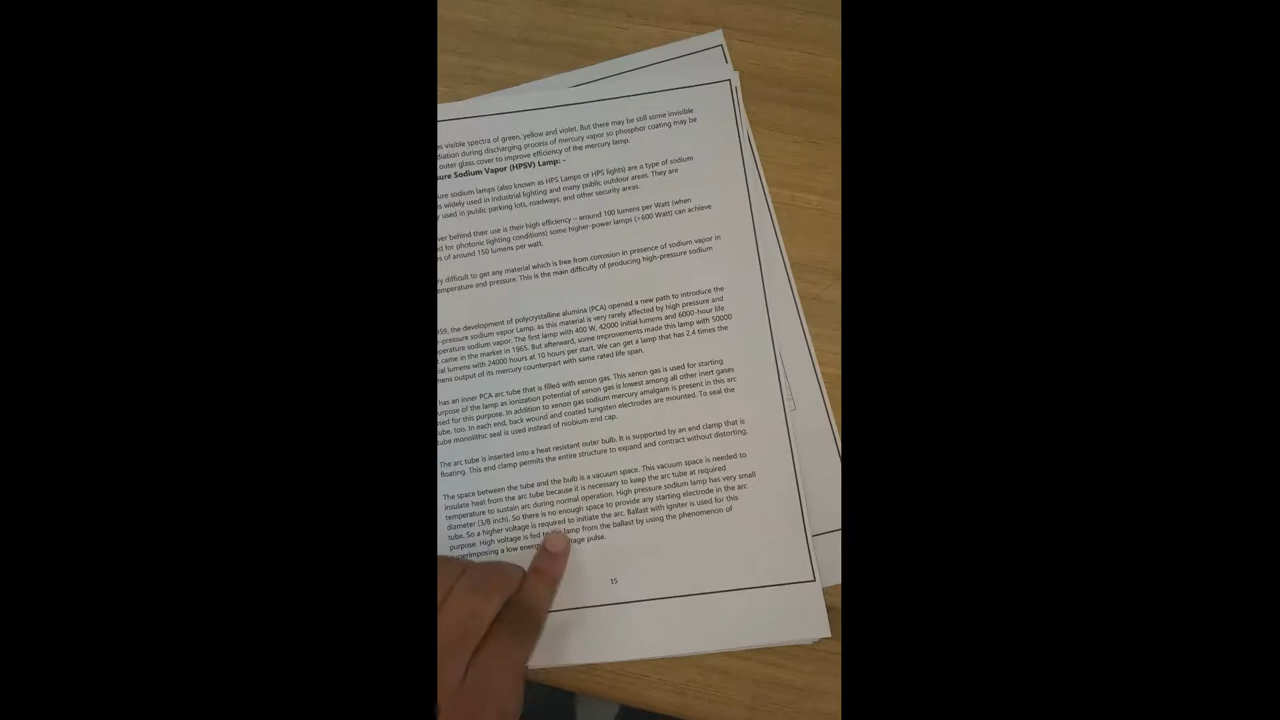 visible spectra of green, yellow and violet. But there may be still some invisible
during discharging process of mercury vapor so phosphor coating may be
outer glass cover to improve efficiency of the mercury lamp.
Sodium Vapor (HPSV) Lamp: -
sodium lamps (also known as HPS Lamps or HPS lights) are a type of sodium
widely used in industrial lighting and many public outdoor areas. They are
used in public parking lots, roadways, and other security areas.
behind their use is their high efficiency – around 100 lumens per Watt (when
for photonic lighting conditions) some higher-power lamps (>600 Watt) can achieve
of around 150 lumens per watt.
difficult to get any material which is free from corrosion in presence of sodium vapor in
and pressure. This is the main difficulty of producing high-pressure sodium
the development of polycrystalline alumina (PCA) opened a new path to introduce the
sodium vapor Lamp, as this material is very rarely affected by high pressure and
sodium vapor. The first lamp with 400 W, 42000 initial lumens and 6000-hour life
came in the market in 1965. But afterward, some improvements made this lamp with 50000
lumens with 24000 hours at 10 hours per start. We can get a lamp that has 2.4 times the
output of its mercury counterpart with same rated life span.
has an inner PCA arc tube that is filled with xenon gas. This xenon gas is used for starting
of the lamp as ionization potential of xenon gas is lowest among all other inert gases
for this purpose. In addition to xenon gas sodium mercury amalgam is present in this arc
too. In each end, back wound and coated tungsten electrodes are mounted. To seal the
tube monolithic seal is used instead of niobium end cap.
The arc tube is inserted into a heat resistant outer bulb. It is supported by an end clamp that is
floating. This end clamp permits the entire structure to expand and contract without distorting.
The space between the tube and the bulb is a vacuum space. This vacuum space is needed to
insulate heat from the arc tube because it is necessary to keep the arc tube at required
temperature to sustain arc during normal operation. High pressure sodium lamp has very small
diameter (3/8 inch). So there is no enough space to provide any starting electrode in the arc
tube. So a higher voltage is required to initiate the arc. Ballast with igniter is used for this
purpose. High voltage is fed to lamp from the ballast by using the phenomenon of
superimposing a low pulse.
15